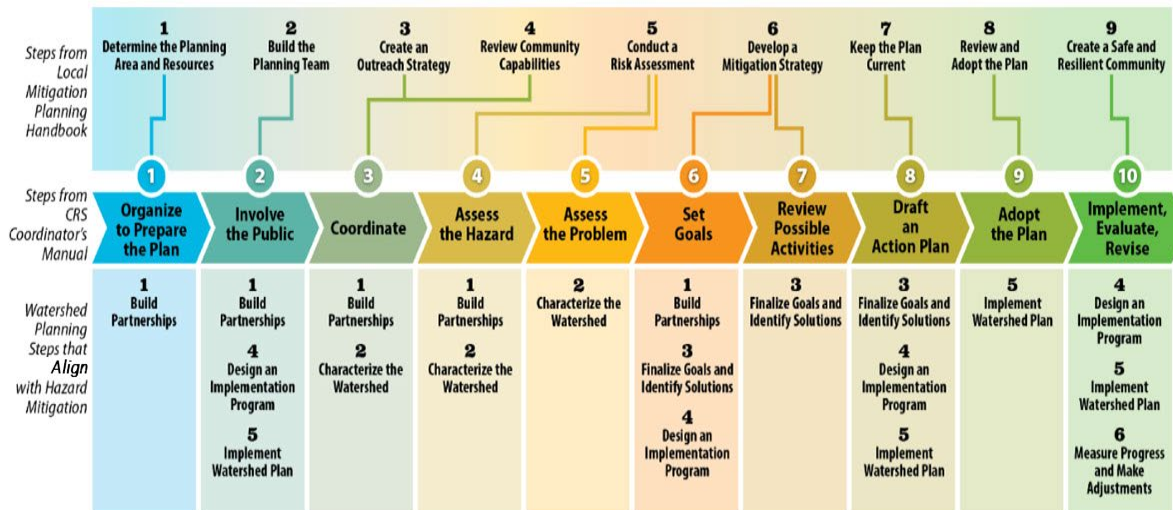 Steps from
Local
Mitigation
Planning
Handbook
1
Determine the Planning
Area and Resources
2
Build the
Planning Team
3
Create an
Outreach Strategy
4
Review Community
Capabilities
5
Conduct a
Risk Assessment
6
Develop a
Mitigation Strategy
7
Keep the Plan
Current
8
Review and
Adopt the Plan
9
Create a Safe and
Resilient Community
Steps from
CRS
Coordinator's
Manual
1
Organize
to Prepare
the Plan
2
Involve
the Public
3
Coordinate
4
Assess
the Hazard
5
Assess
the Problem
6
Set
Goals
7
Review
Possible
Activities
8
Draft
an
Action Plan
9
Adopt
the Plan
10
Implement,
Evaluate,
Revise
Watershed
Planning
Steps that
Align
with Hazard
Mitigation
1
Build
Partnerships
1
Build
Partnerships
4
Design an
Implementation
Program
5
Implement
Watershed Plan
1
Build
Partnerships
2
Characterize the
Watershed
1
Build
Partnerships
2
Characterize the
Watershed
2
Characterize the
Watershed
1
Build
Partnerships
3
Finalize Goals and
Identify Solutions
4
Design an
Implementation
Program
3
Finalize Goals and
Identify Solutions
3
Finalize Goals and
Identify Solutions
4
Design an
Implementation
Program
5
Implement
Watershed Plan
5
Implement
Watershed Plan
4
Design an
Implementation
Program
5
Implement
Watershed Plan
6
Measure Progress
and Make
Adjustments